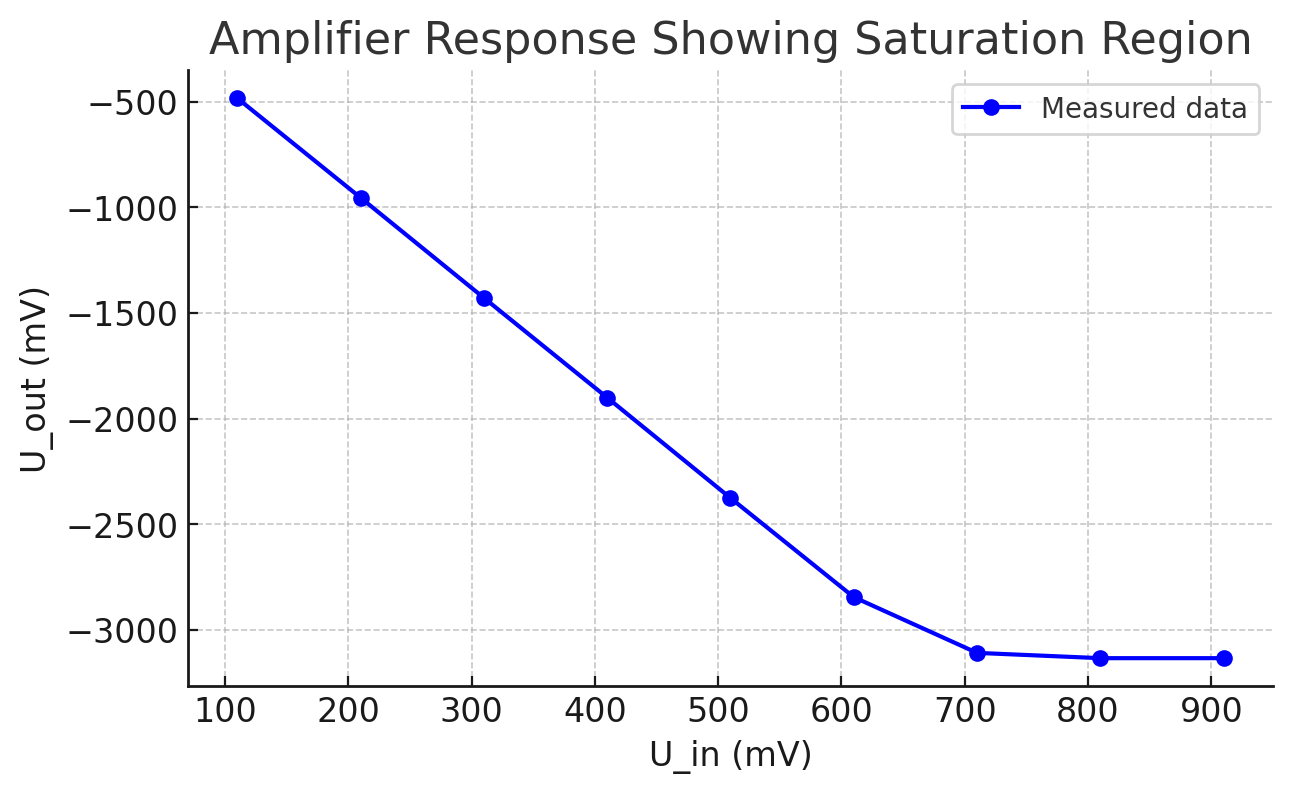 Amplifier Response Showing Saturation Region
Measured data
U_out (mV)
−500
−1000
−1500
−2000
−2500
−3000
100 200 300 400 500 600 700 800 900
U_in (mV)